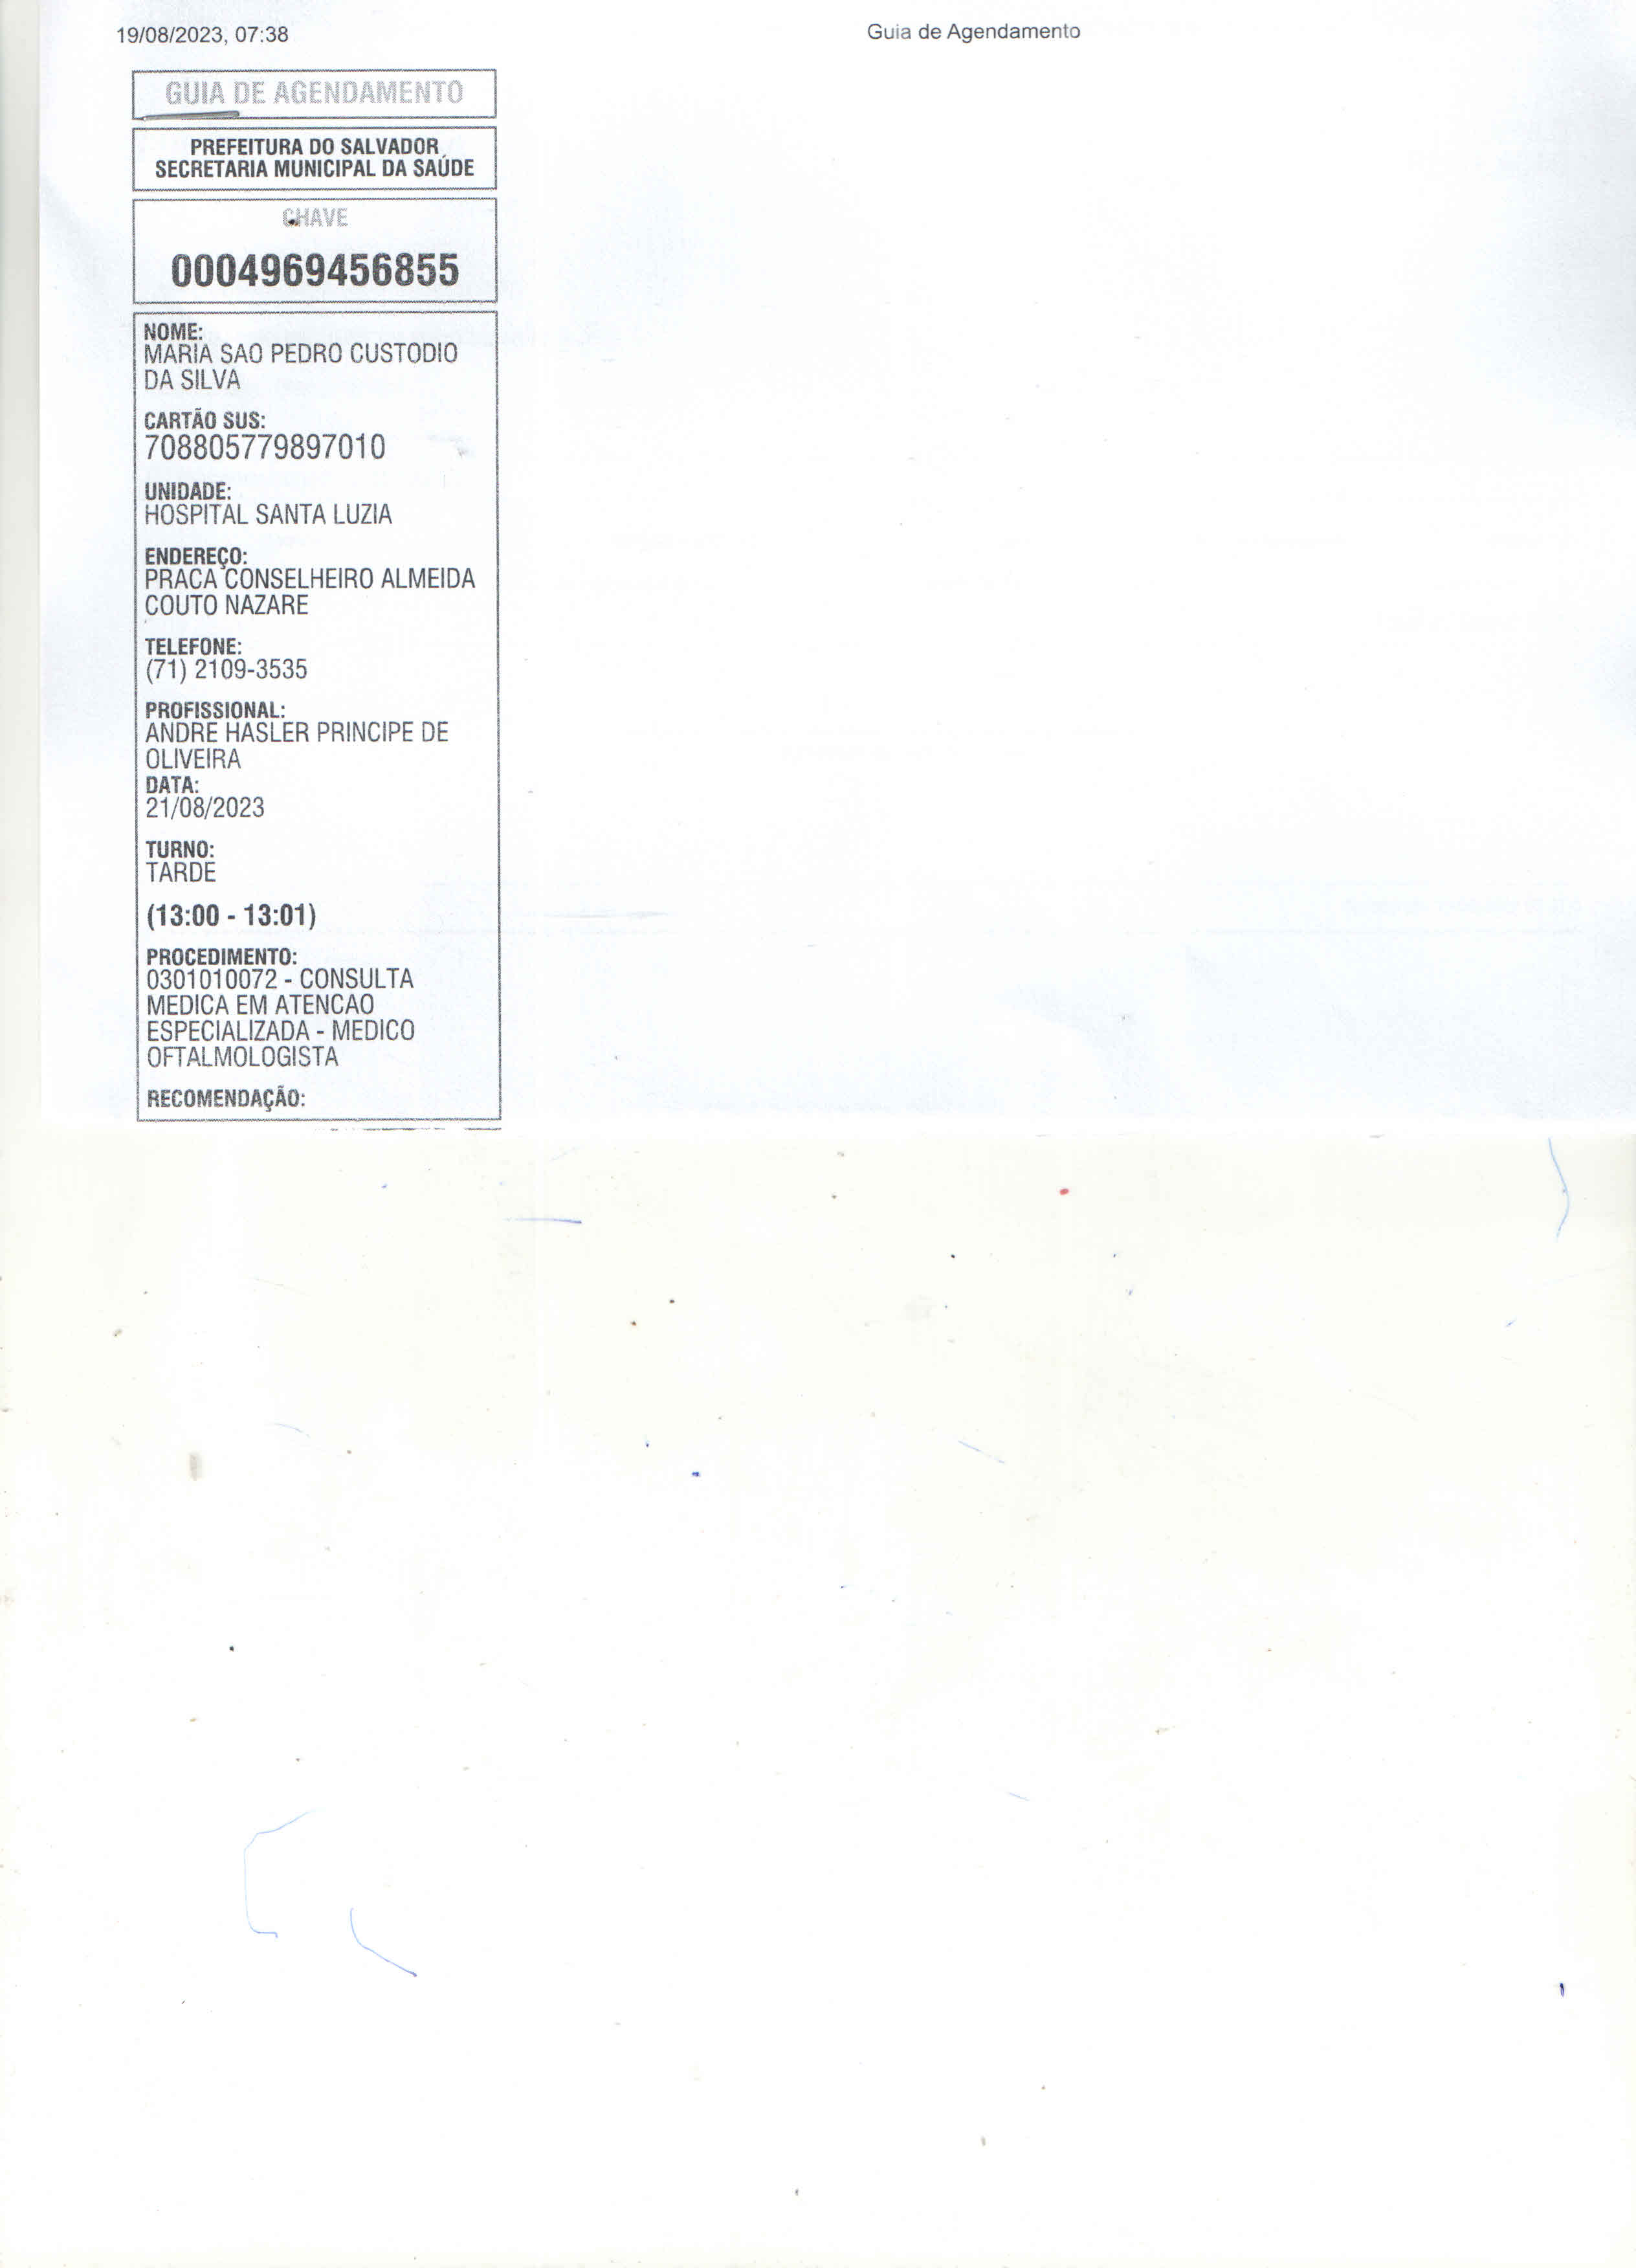 19/08/2023, 07:38
Guia de Agendamento
GUIA DE AGENDAMENTO
PREFEITURA DO SALVADOR
SECRETARIA MUNICIPAL DA SAÚDE
CHAVE
0004969456855
NOME:
MARIA SAO PEDRO CUSTODIO
DA SILVA
CARTÃO SUS:
708805779897010
UNIDADE:
HOSPITAL SANTA LUZIA
ENDEREÇO:
PRACA CONSELHEIRO ALMEIDA
COUTO NAZARE
TELEFONE:
(71) 2109-3535
PROFISSIONAL:
ANDRE HASLER PRINCIPE DE
OLIVEIRA
DATA:
21/08/2023
TURNO:
TARDE
(13:00 - 13:01)
PROCEDIMENTO:
0301010072 - CONSULTA
MEDICA EM ATENCAO
ESPECIALIZADA - MEDICO
OFTALMOLOGISTA
RECOMENDAÇÃO: